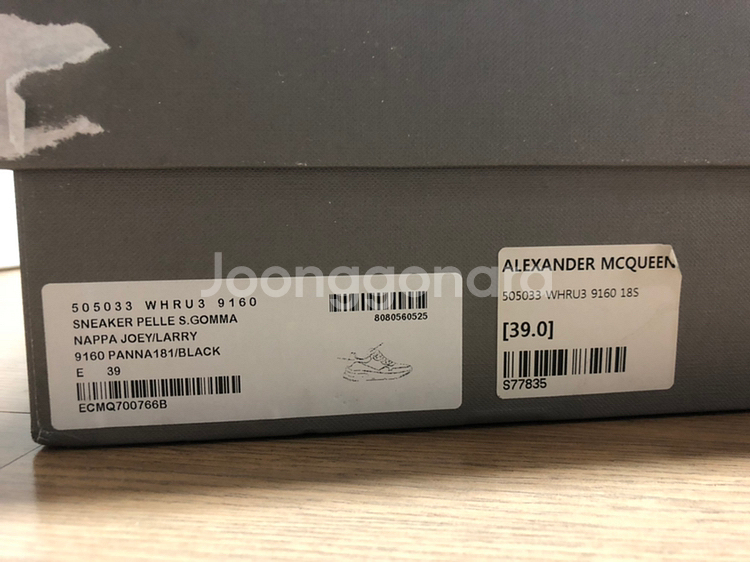 Joonggonara
505033 WHRU3 9160
SNEAKER PELLE S.GOMMA
NAPPA JOEY/LARRY
9160 PANNA181/BLACK
E 39
ECMQ700766B
8080560525
ALEXANDER MCQUEEN
505033 WHRU3 9160 18S
[39.0]
S77835